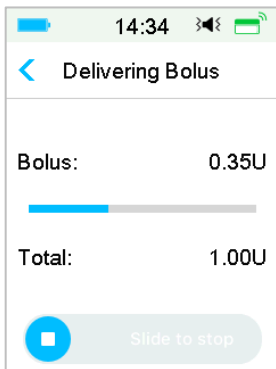 14:34
Delivering Bolus
Bolus: 0.35U
Total: 1.00U
Slide to stop